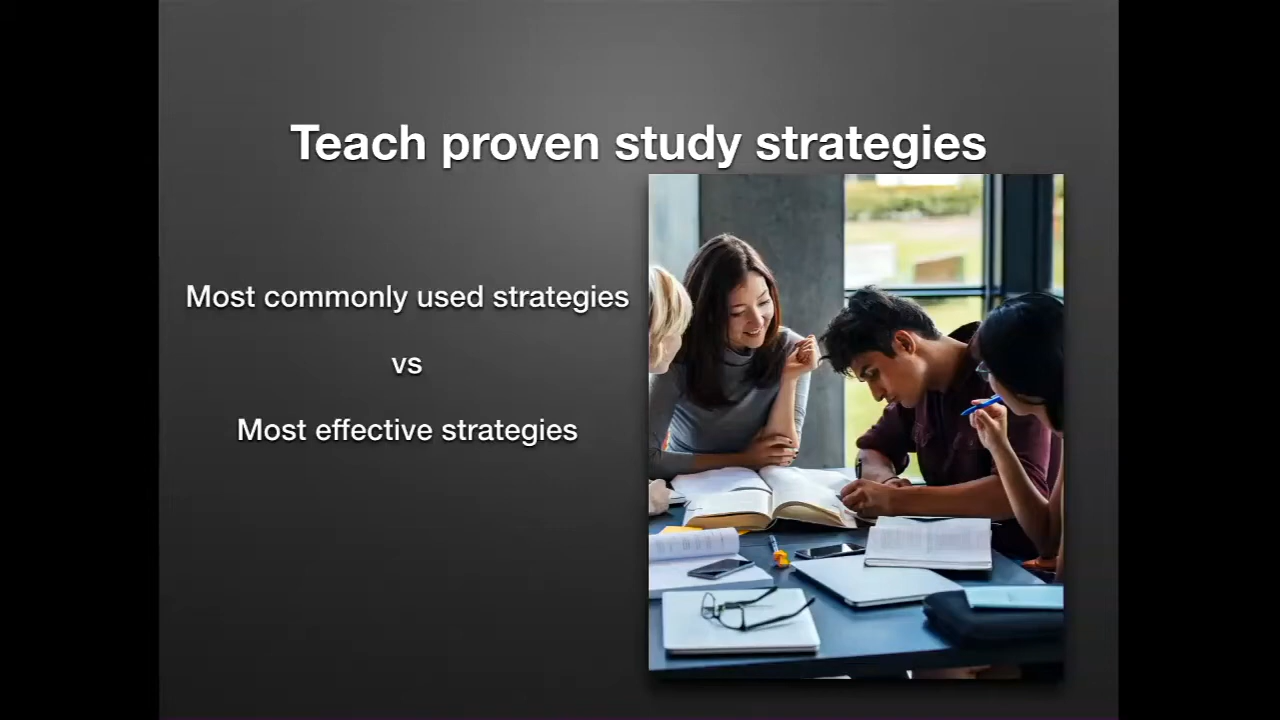 Teach proven study strategies
Most commonly used strategies
vs
Most effective strategies